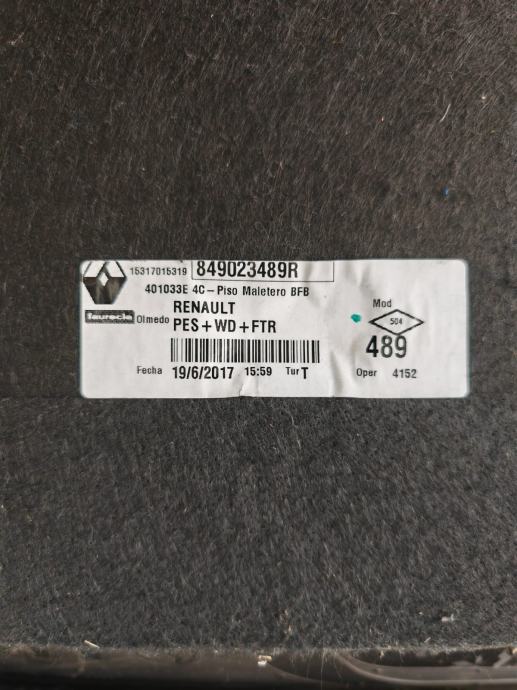 15317015319 849023489R
401033E 4C-Piso Maletero BFB
RENAULT
Mod
faurecia Olmedo PES+WD+FTR
504
489
Fecha 19/6/2017 15:59 Tur T Oper 4152